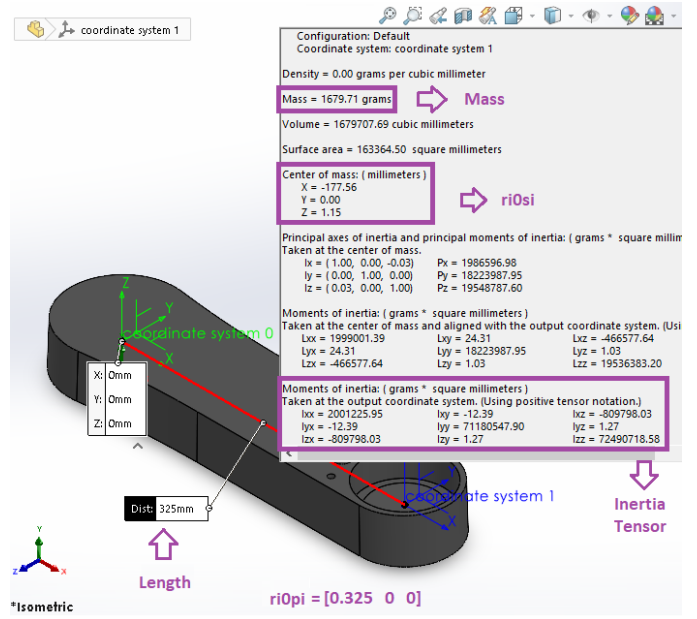 coordinate system 1
Configuration: Default
Coordinate system: coordinate system 1
Density = 0.00 grams per cubic millimeter
Mass = 1679.71 grams
Mass
Volume = 1679707.69 cubic millimeters
Surface area = 163364.50 square millimeters
Center of mass: ( millimeters )
X = -177.56
Y = 0.00
Z = 1.15
ri0si
Principal axes of inertia and principal moments of inertia: ( grams * square millim
Taken at the center of mass.
Ix = ( 1.00, 0.00, -0.03) Px = 1986596.98
Iy = ( 0.00, 1.00, 0.00) Py = 18223987.95
Iz = ( 0.03, 0.00, 1.00) Pz = 19548787.60
Moments of inertia: ( grams * square millimeters )
Taken at the center of mass and aligned with the output coordinate system. (Usi
Lxx = 1999001.39 Lxy = 24.31 Lxz = -466577.64
Lyx = 24.31 Lyy = 18223987.95 Lyz = 1.03
Lzx = -466577.64 Lzy = 1.03 Lzz = 19536383.20
Moments of inertia: ( grams * square millimeters )
Taken at the output coordinate system. (Using positive tensor notation.)
Ixx = 2001225.95 Ixy = -12.39 Ixz = -809798.03
Iyx = -12.39 Iyy = 71180547.90 Iyz = 1.27
Izx = -809798.03 Izy = 1.27 Izz = 72490718.58
Inertia
Tensor
Z
Y
coordinate system 0
X
X: 0mm
Y: 0mm
Z: 0mm
coordinate system 1
X
Dist: 325mm
Length
ri0pi = [0.325 0 0]
Y
Z
X
*Isometric